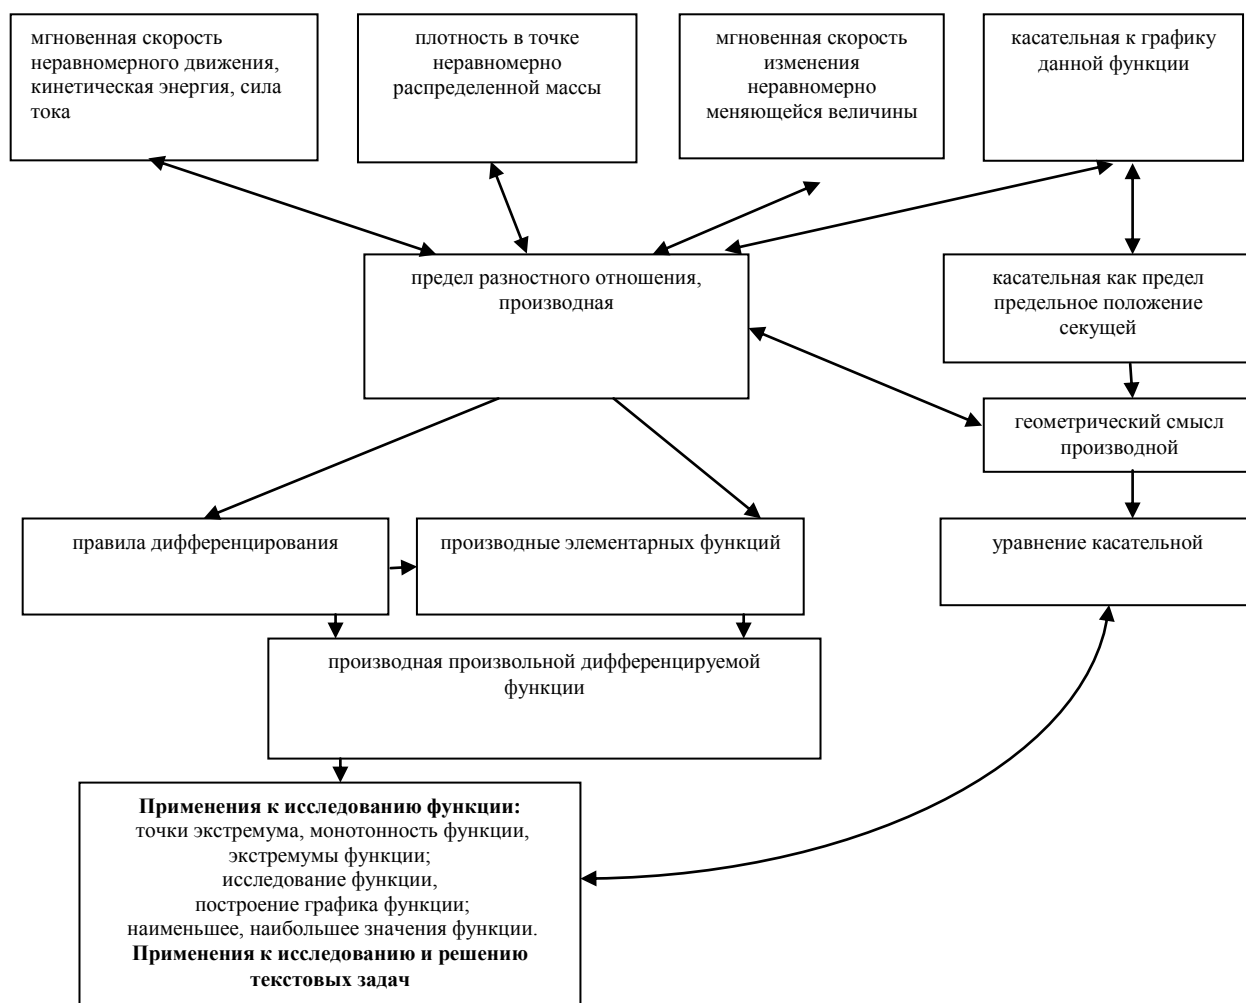 мгновенная скорость
неравномерного движения,
кинетическая энергия, сила
тока
плотность в точке
неравномерно
распределенной массы
мгновенная скорость
изменения
неравномерно
меняющейся величины
касательная к графику
данной функции
предел разностного отношения,
производная
касательная как предел
предельное положение
секущей
геометрический смысл
производной
правила дифференцирования
производные элементарных функций
уравнение касательной
производная произвольной дифференцируемой
функции
Применения к исследованию функции:
точки экстремума, монотонность функции,
экстремумы функции;
исследование функции,
построение графика функции;
наименьшее, наибольшее значения функции.
Применения к исследованию и решению
текстовых задач